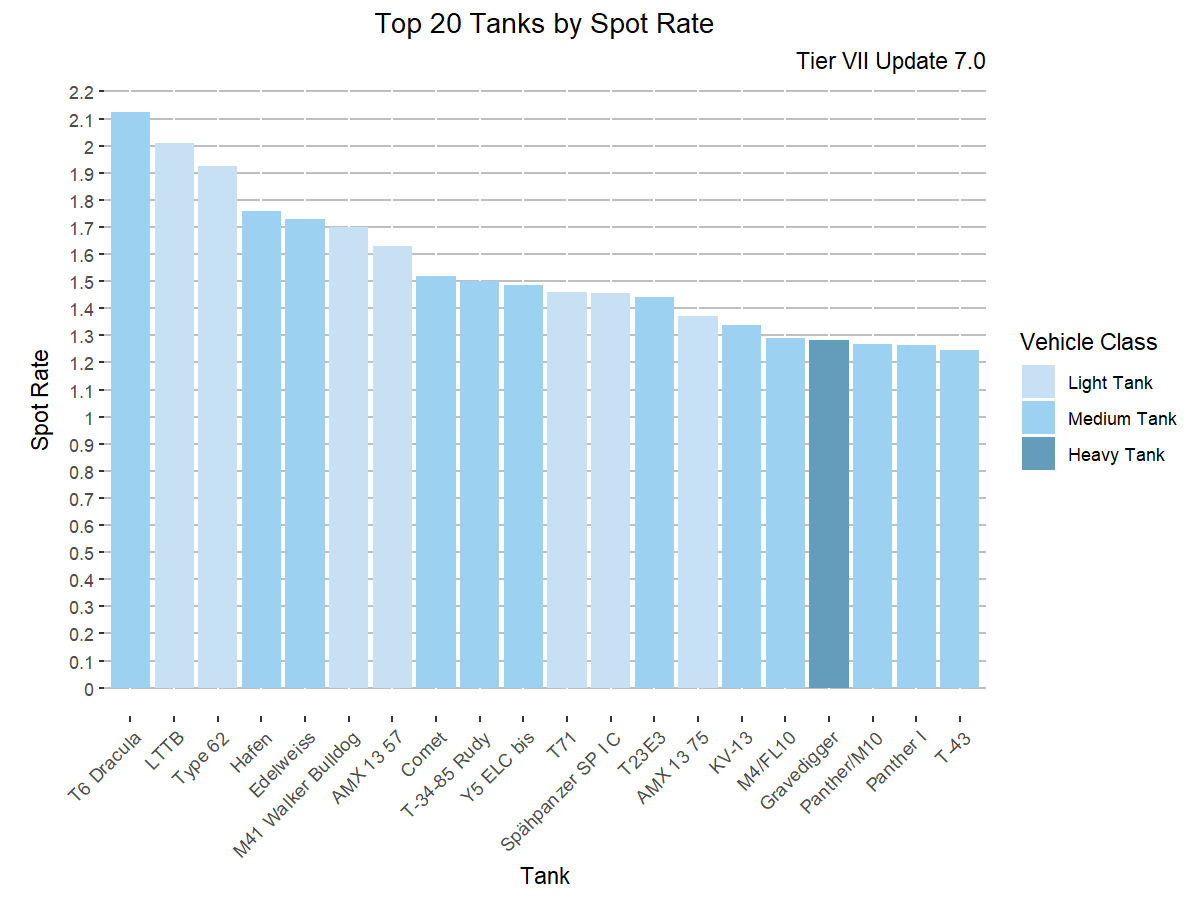 Top 20 Tanks by Spot Rate
Tier VII Update 7.0
2.2
2.1
2
1.9
1.8
1.7
1.6
1.5
1.4
1.3
1.2
1.1
1
0.9
0.8
0.7
0.6
0.5
0.4
0.3
0.2
0.1
0
Spot Rate
T6 Dracula
LTTB
Type 62
Hafen
Edelweiss
M41 Walker Bulldog
AMX 13 57
Comet
T-34-85 Rudy
Y5 ELC bis
T71
Spähpanzer SP I C
T23E3
AMX 13 75
KV-13
M4/FL10
Gravedigger
Panther/M10
Panther I
T-43
Tank
Vehicle Class
Light Tank
Medium Tank
Heavy Tank